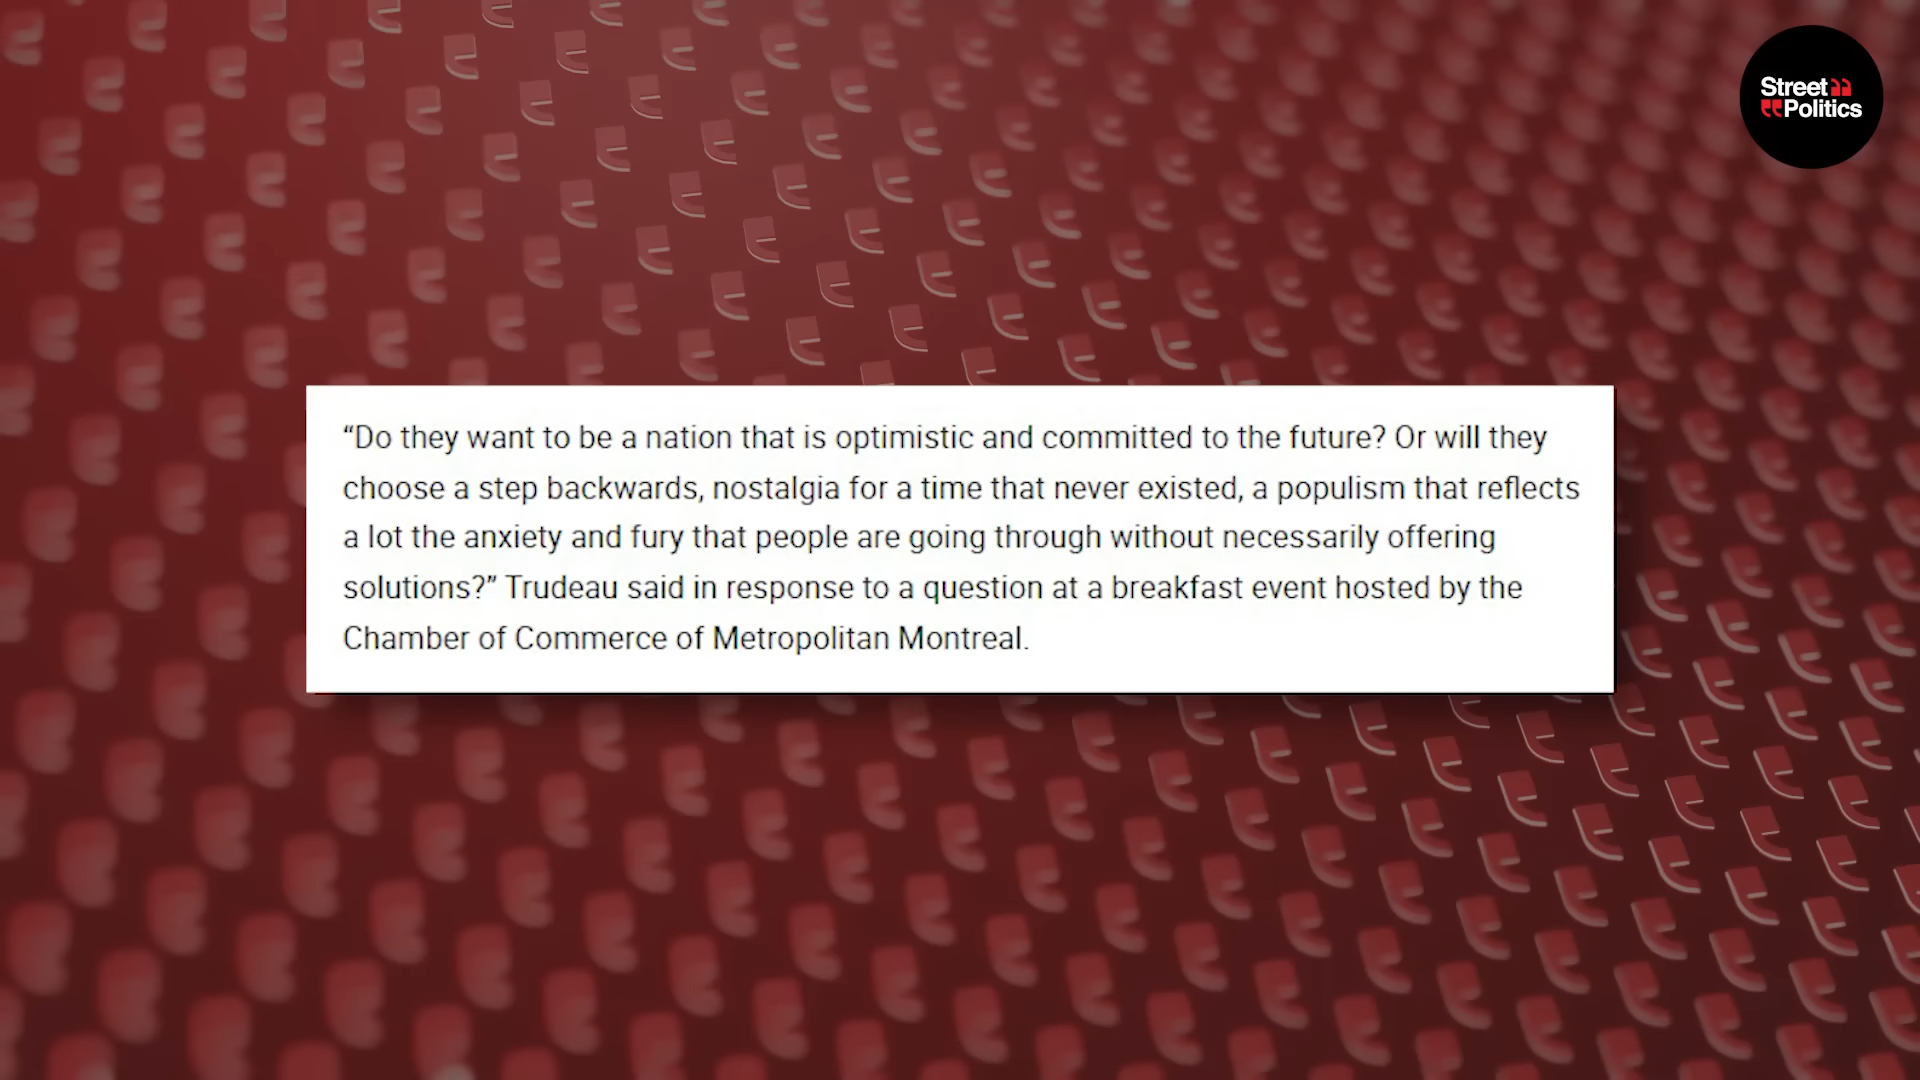 Street
Politics
“Do they want to be a nation that is optimistic and committed to the future? Or will they
choose a step backwards, nostalgia for a time that never existed, a populism that reflects
a lot the anxiety and fury that people are going through without necessarily offering
solutions?” Trudeau said in response to a question at a breakfast event hosted by the
Chamber of Commerce of Metropolitan Montreal.